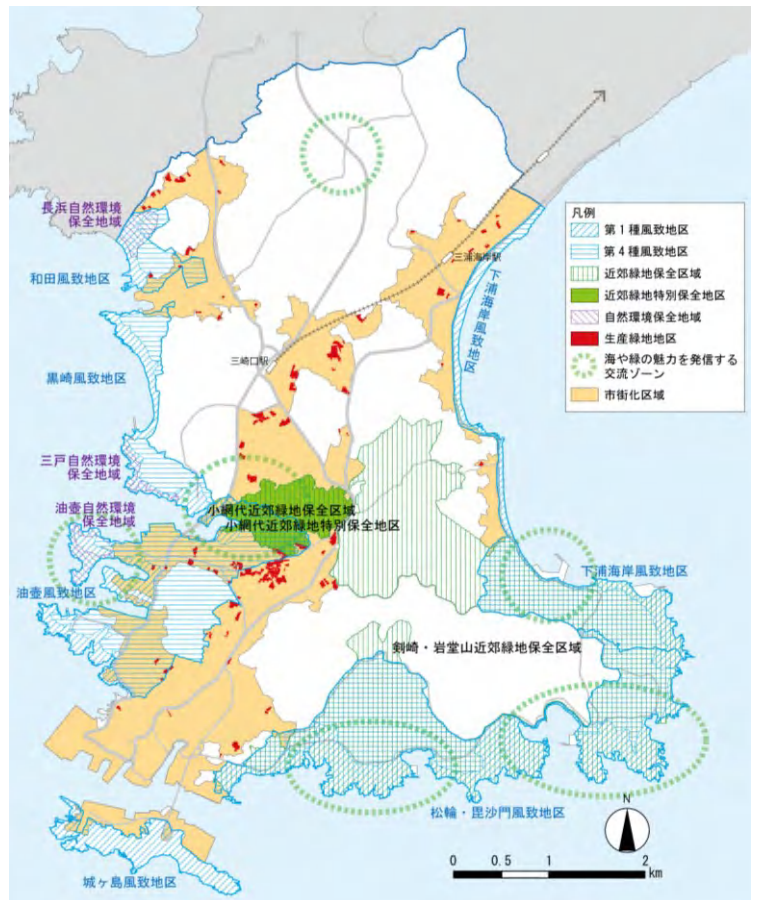 長浜自然環境
保全地域
和田風致地区
黒崎風致地区
三戸自然環境
保全地域
油壺自然環境
保全地域
油壺風致地区
三浦海岸駅
下浦海岸風致地区
三崎口駅
小網代近郊緑地保全区域
小網代近郊緑地特別保全地区
下浦海岸風致地区
剣崎・岩堂山近郊緑地保全区域
松輪・毘沙門風致地区
城ヶ島風致地区
凡例
第1種風致地区
第4種風致地区
近郊緑地保全区域
近郊緑地特別保全地区
自然環境保全地域
生産緑地地区
海や緑の魅力を発信する
交流ゾーン
市街化区域
N
0 0.5 1 2
km